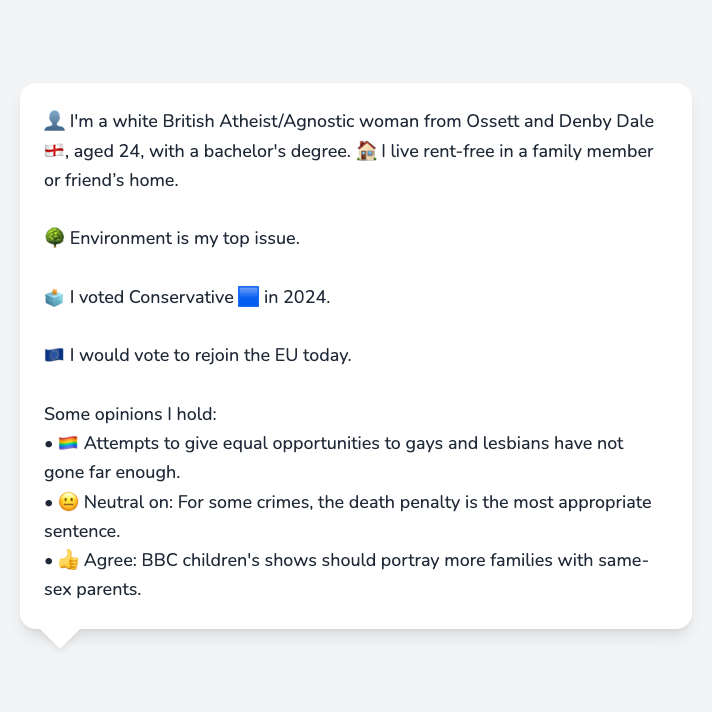 👤 I'm a white British Atheist/Agnostic woman from Ossett and Denby Dale
🏴󠁧󠁢󠁥󠁮󠁧󠁿, aged 24, with a bachelor's degree. 🏠 I live rent-free in a family member
or friend’s home.
🌳 Environment is my top issue.
🗳️ I voted Conservative 🟦 in 2024.
🇪🇺 I would vote to rejoin the EU today.
Some opinions I hold:
• 🏳️‍🌈 Attempts to give equal opportunities to gays and lesbians have not
gone far enough.
• 😐 Neutral on: For some crimes, the death penalty is the most appropriate
sentence.
• 👍 Agree: BBC children's shows should portray more families with same-
sex parents.